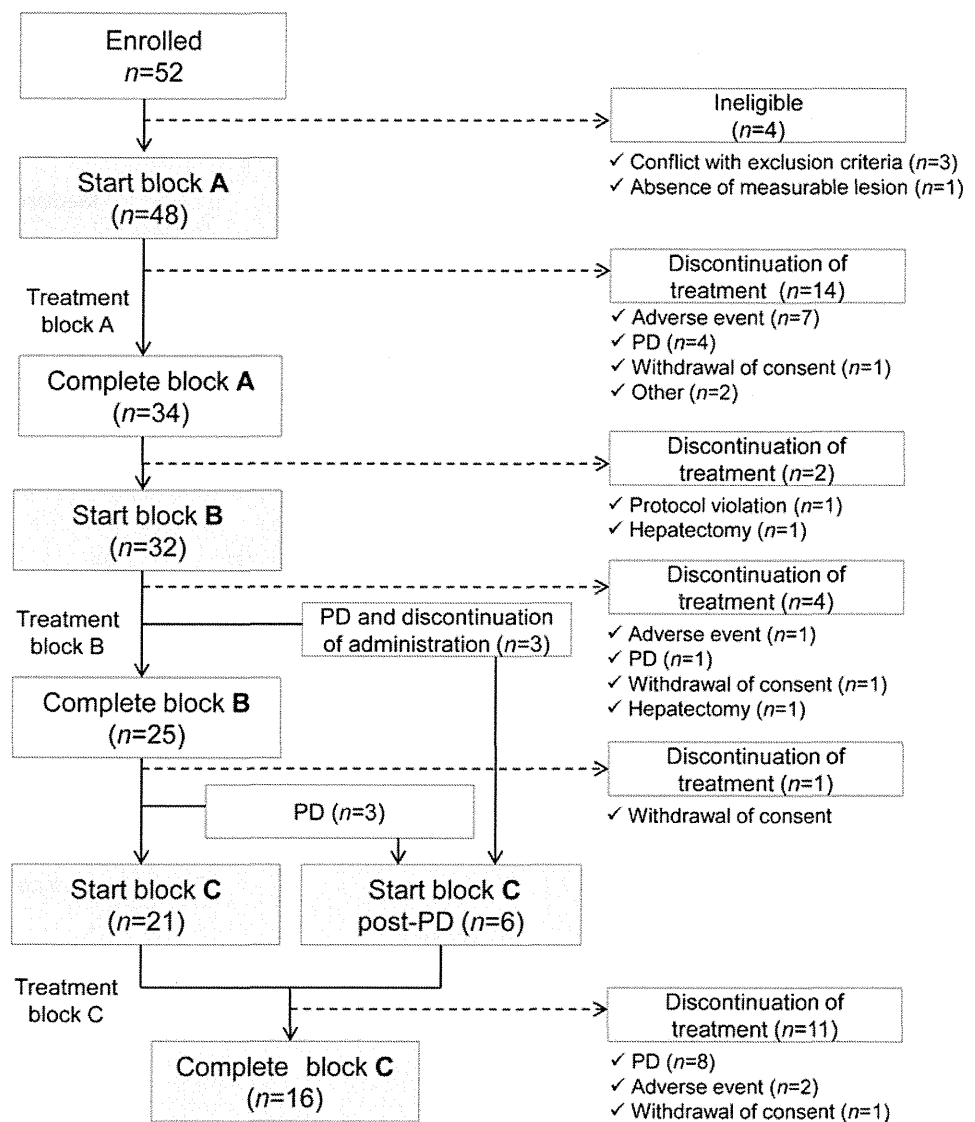 Enrolled
n=52
Ineligible
(n=4)
✓ Conflict with exclusion criteria (n=3)
✓ Absence of measurable lesion (n=1)
Start block A
(n=48)
Treatment
block A
Discontinuation of
treatment (n=14)
✓ Adverse event (n=7)
✓ PD (n=4)
✓ Withdrawal of consent (n=1)
✓ Other (n=2)
Complete block A
(n=34)
Discontinuation of
treatment (n=2)
✓ Protocol violation (n=1)
✓ Hepatectomy (n=1)
Start block B
(n=32)
Treatment
block B
Discontinuation of
treatment (n=4)
✓ Adverse event (n=1)
✓ PD (n=1)
✓ Withdrawal of consent (n=1)
✓ Hepatectomy (n=1)
PD and discontinuation
of administration (n=3)
Complete block B
(n=25)
Discontinuation of
treatment (n=1)
✓ Withdrawal of consent
PD (n=3)
Start block C
(n=21)
Start block C
post-PD (n=6)
Treatment
block C
Discontinuation of
treatment (n=11)
✓ PD (n=8)
✓ Adverse event (n=2)
✓ Withdrawal of consent (n=1)
Complete block C
(n=16)